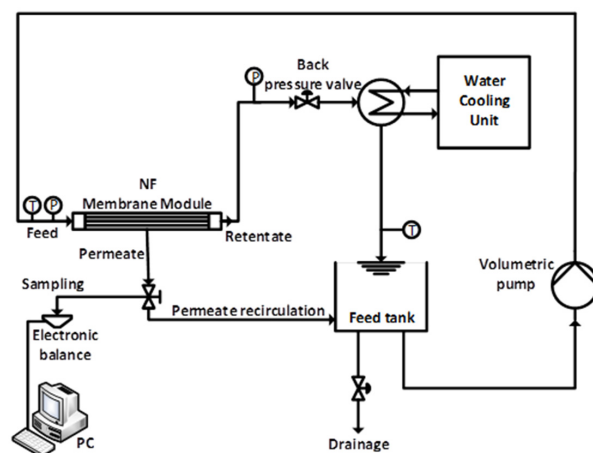 Back
pressure valve
P
Water
Cooling
Unit
NF
Membrane Module
T
P
Feed
Retentate
Permeate
T
Volumetric
pump
Sampling
Permeate recirculation
Feed tank
Electronic
balance
PC
Drainage